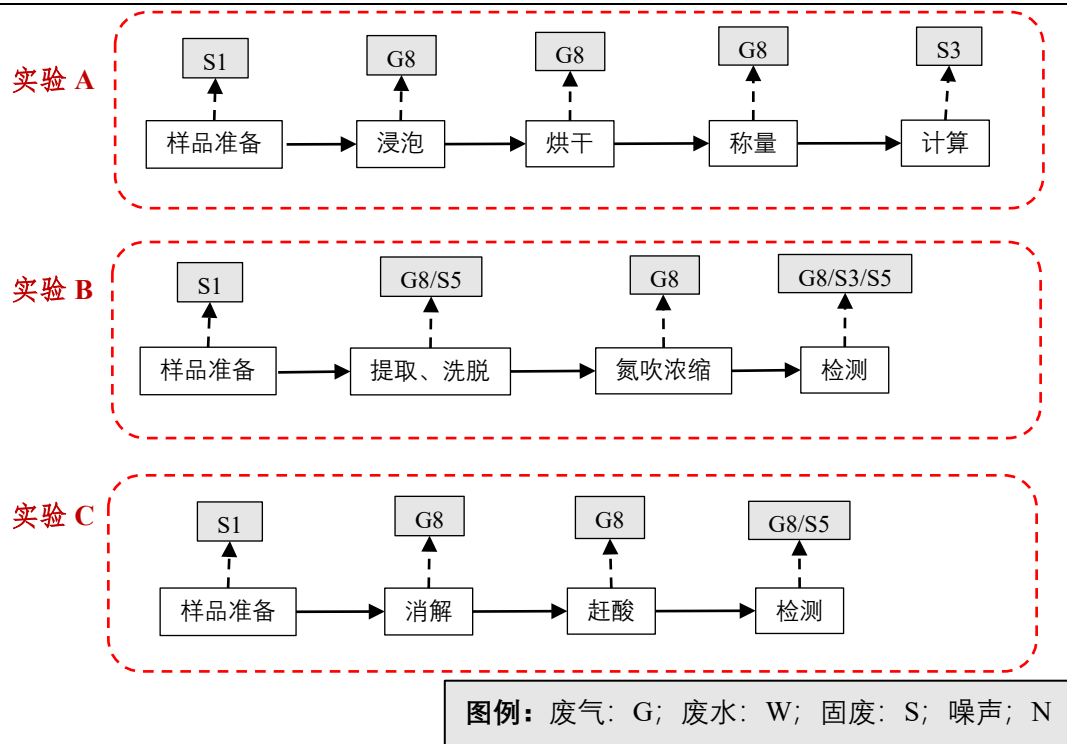 S1 G8 G8 G8 S3
实验 A
样品准备 浸泡 烘干 称量 计算
S1 G8/S5 G8 G8/S3/S5
实验 B
样品准备 提取、洗脱 氮吹浓缩 检测
实验 C
S1 G8 G8 G8/S5
样品准备 消解 赶酸 检测
图例：废气：G；废水：W；固废：S；噪声；N